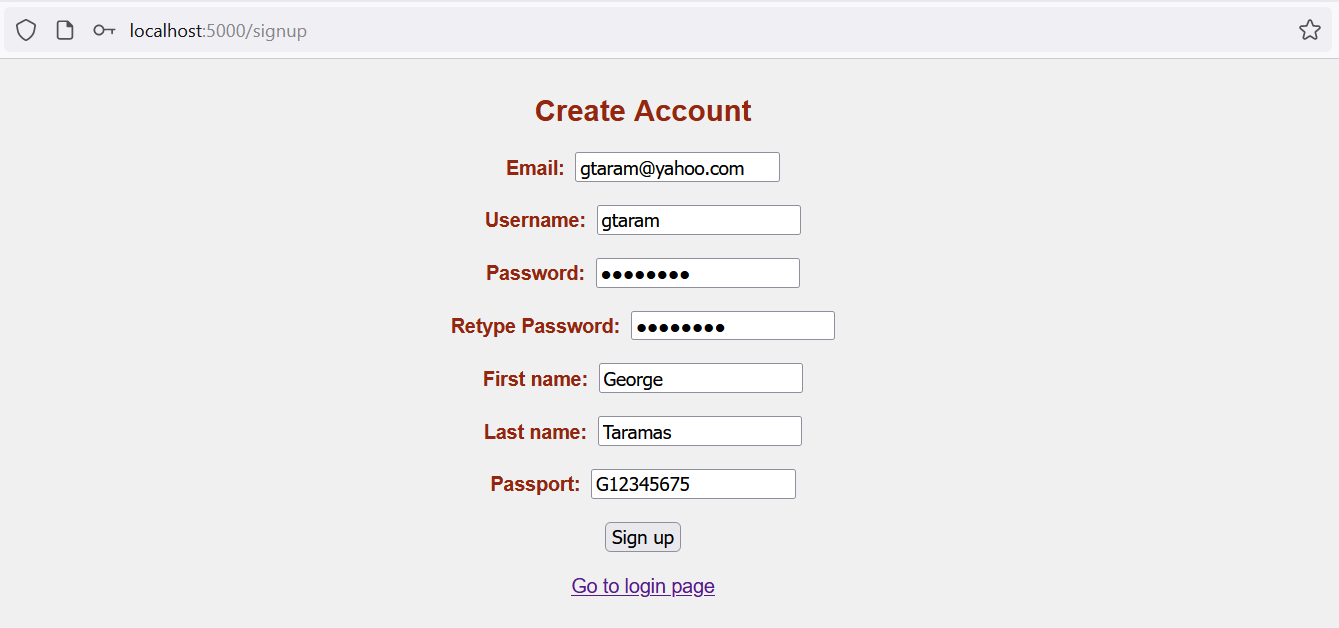 localhost:5000/signup
Create Account
Email: gtaram@yahoo.com
Username: gtaram
Password: ●●●●●●●●
Retype Password: ●●●●●●●●
First name: George
Last name: Taramas
Passport: G12345675
Sign up
Go to login page